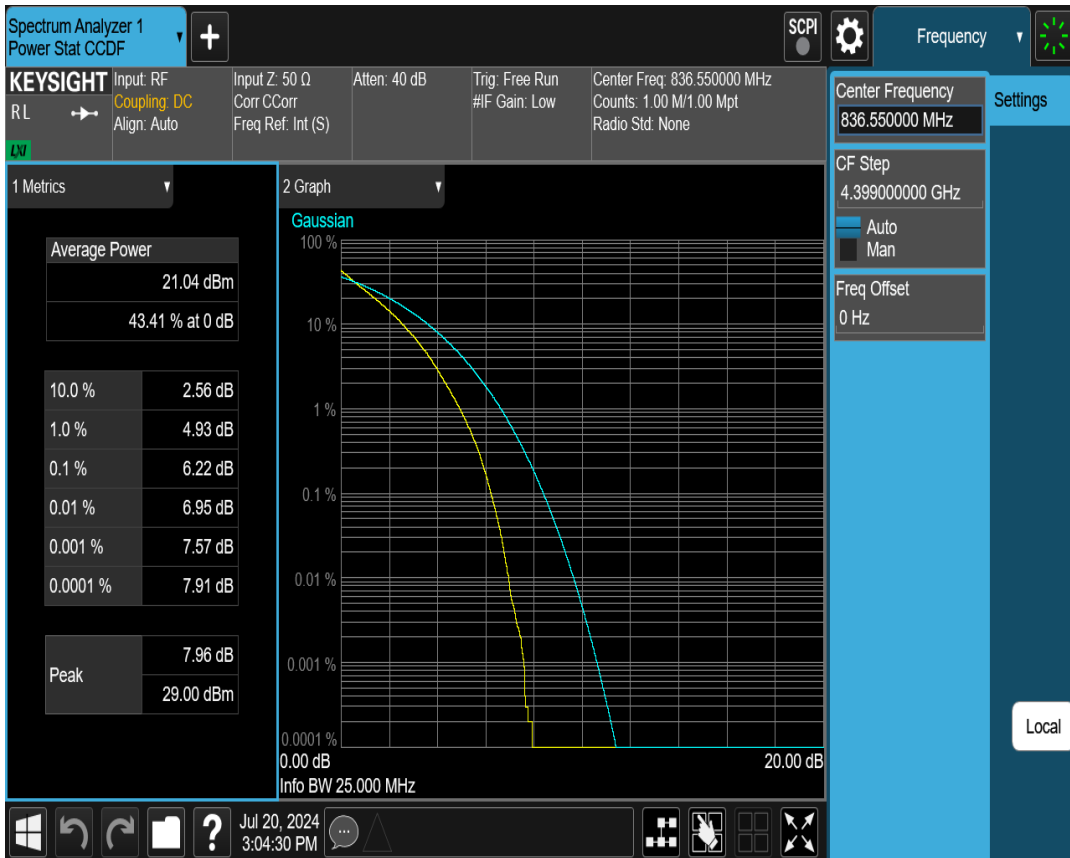 Spectrum Analyzer 1
Power Stat CCDF
+
SCPI
Frequency
KEYSIGHT
RL
LXI
Input: RF
Coupling: DC
Align: Auto
Input Z: 50 Ω
Corr CCorr
Freq Ref: Int (S)
Atten: 40 dB
Trig: Free Run
#IF Gain: Low
Center Freq: 836.550000 MHz
Counts: 1.00 M/1.00 Mpt
Radio Std: None
Center Frequency
836.550000 MHz
Settings
CF Step
4.399000000 GHz
Auto
Man
Freq Offset
0 Hz
Local
1 Metrics
Average Power
21.04 dBm
43.41 % at 0 dB
10.0 % 2.56 dB
1.0 % 4.93 dB
0.1 % 6.22 dB
0.01 % 6.95 dB
0.001 % 7.57 dB
0.0001 % 7.91 dB
Peak
7.96 dB
29.00 dBm
2 Graph
Gaussian
100 %
10 %
1 %
0.1 %
0.01 %
0.001 %
0.0001 %
0.00 dB 20.00 dB
Info BW 25.000 MHz
?
Jul 20, 2024
3:04:30 PM